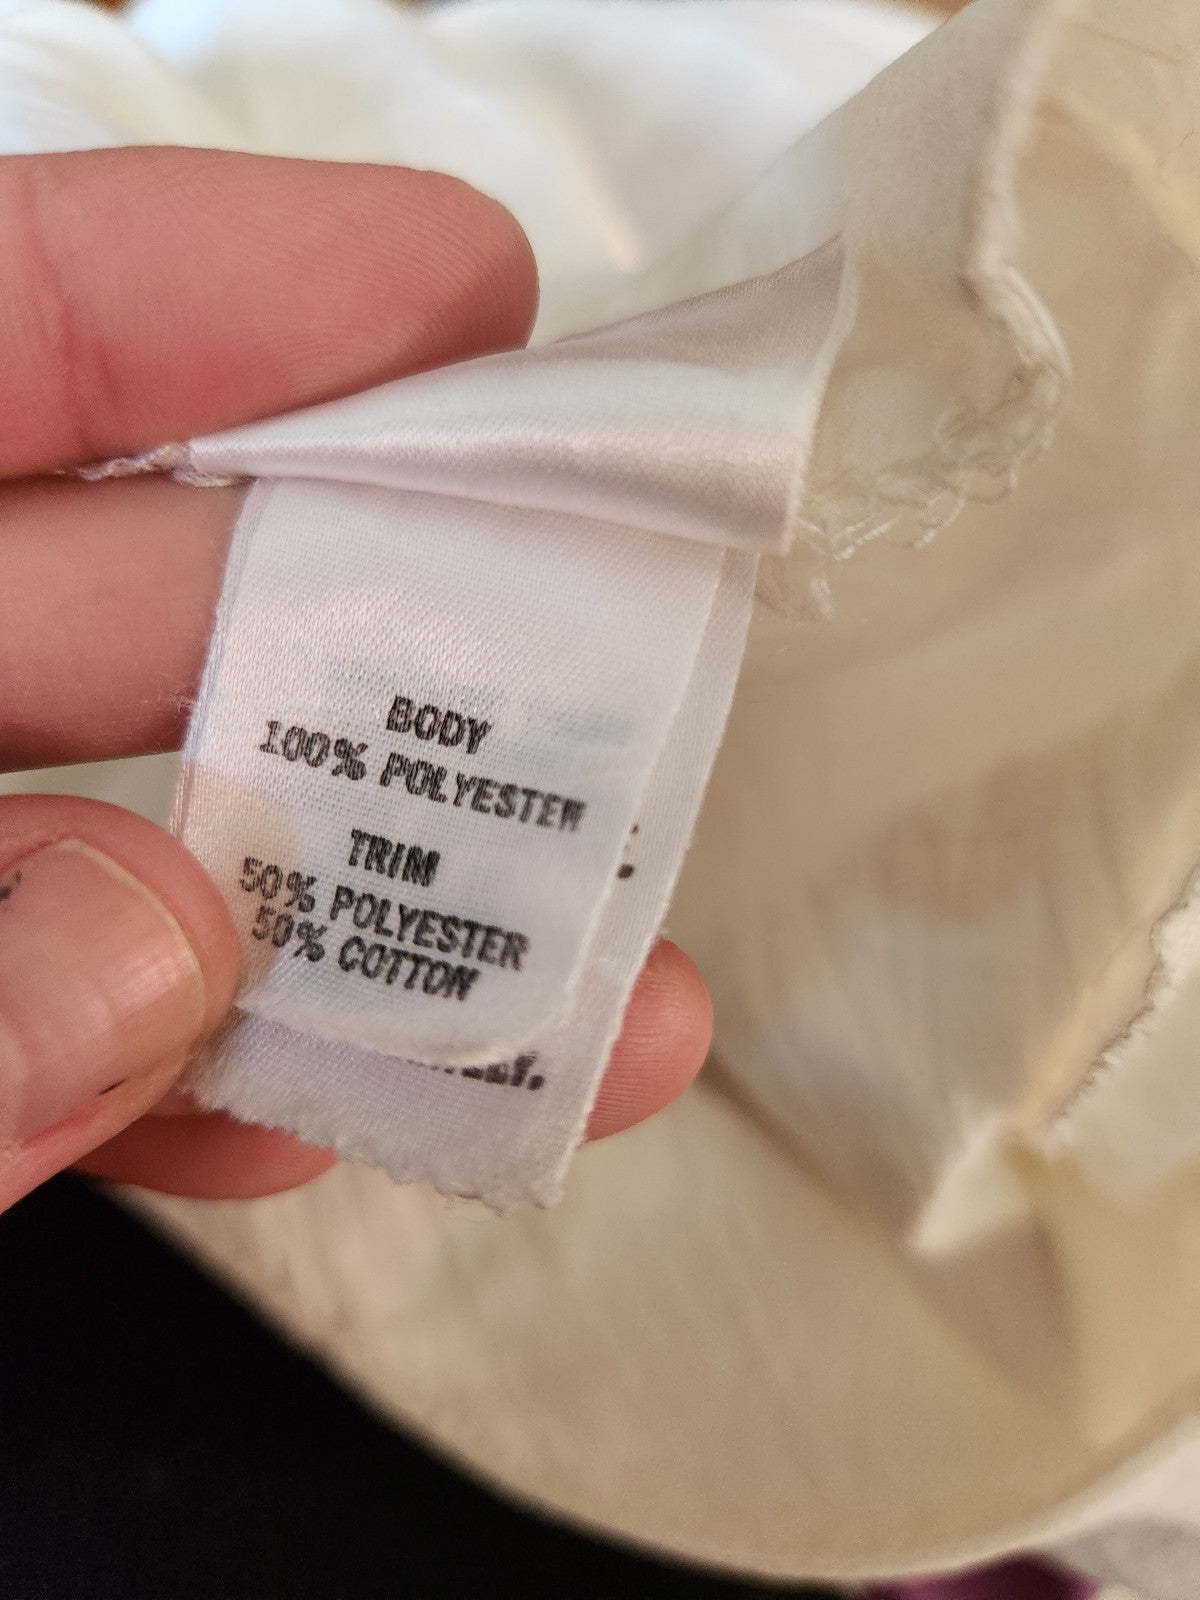 BODY
100% POLYESTER
TRIM
50% POLYESTER
50% COTTON